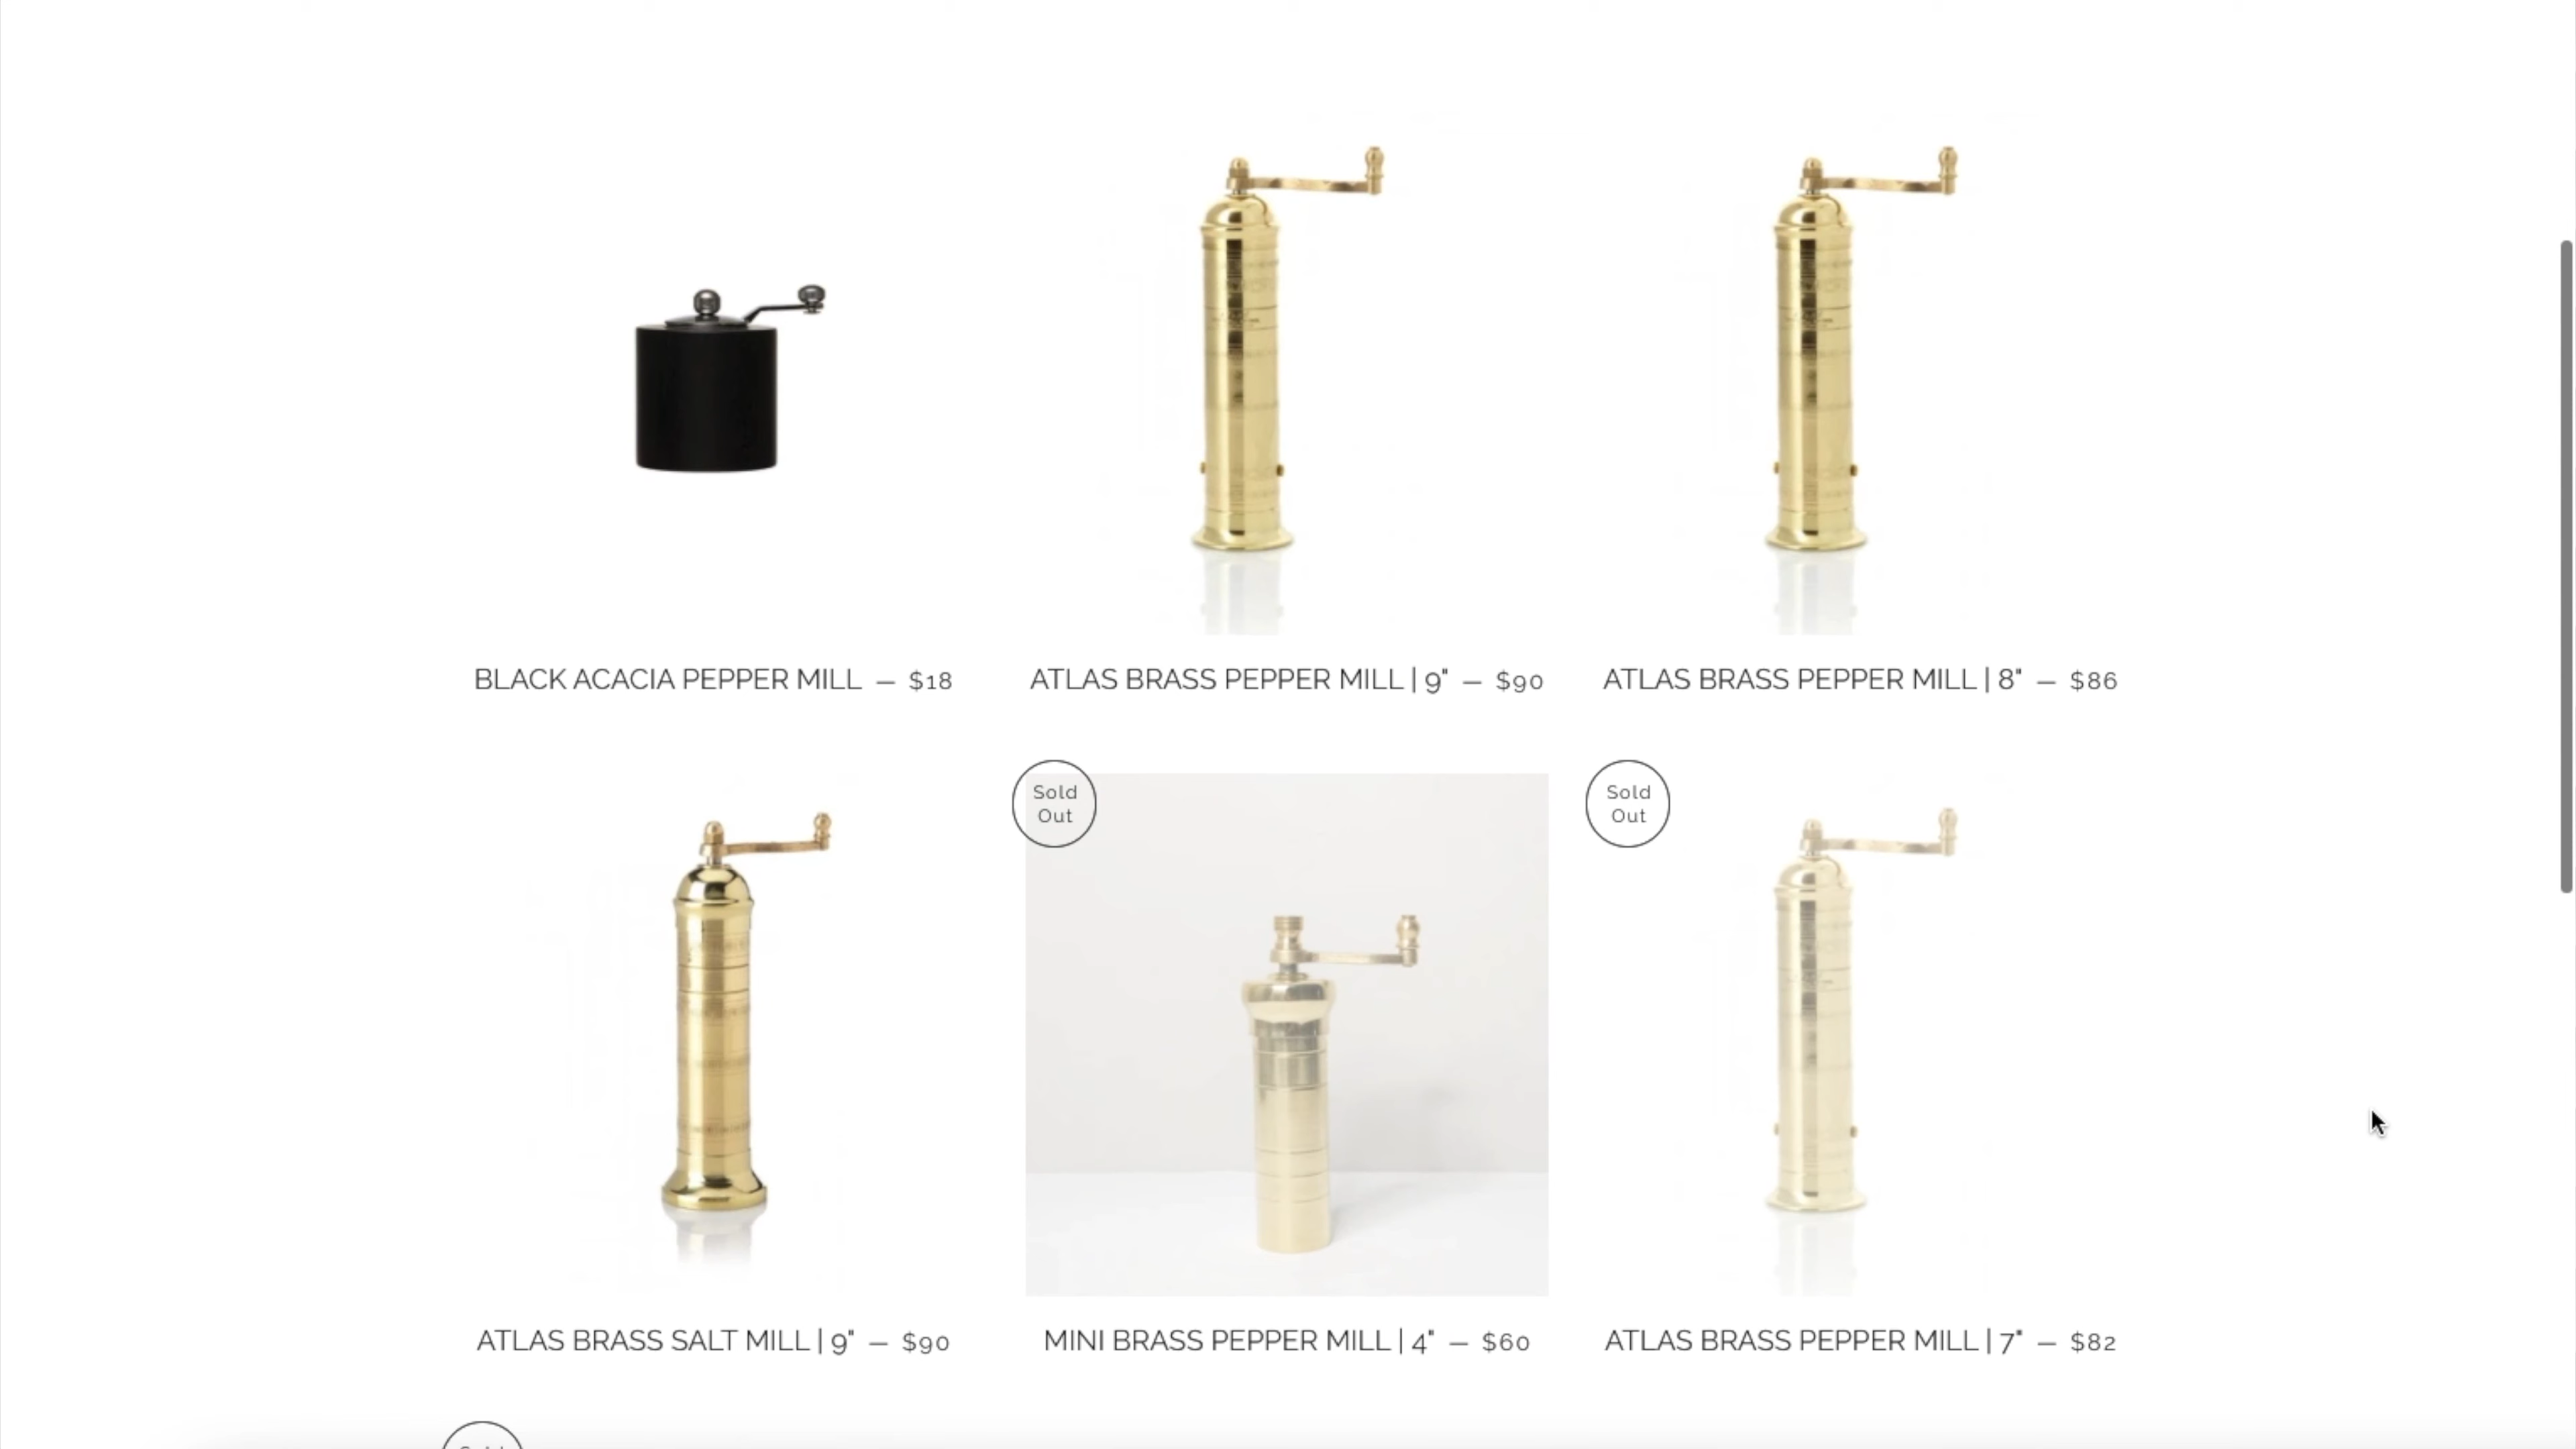 BLACK ACACIA PEPPER MILL — $18
ATLAS BRASS PEPPER MILL | 9" — $90
ATLAS BRASS PEPPER MILL | 8" — $86
Sold
Out
Sold
Out
ATLAS BRASS SALT MILL | 9" — $90
MINI BRASS PEPPER MILL | 4" — $60
ATLAS BRASS PEPPER MILL | 7" — $82